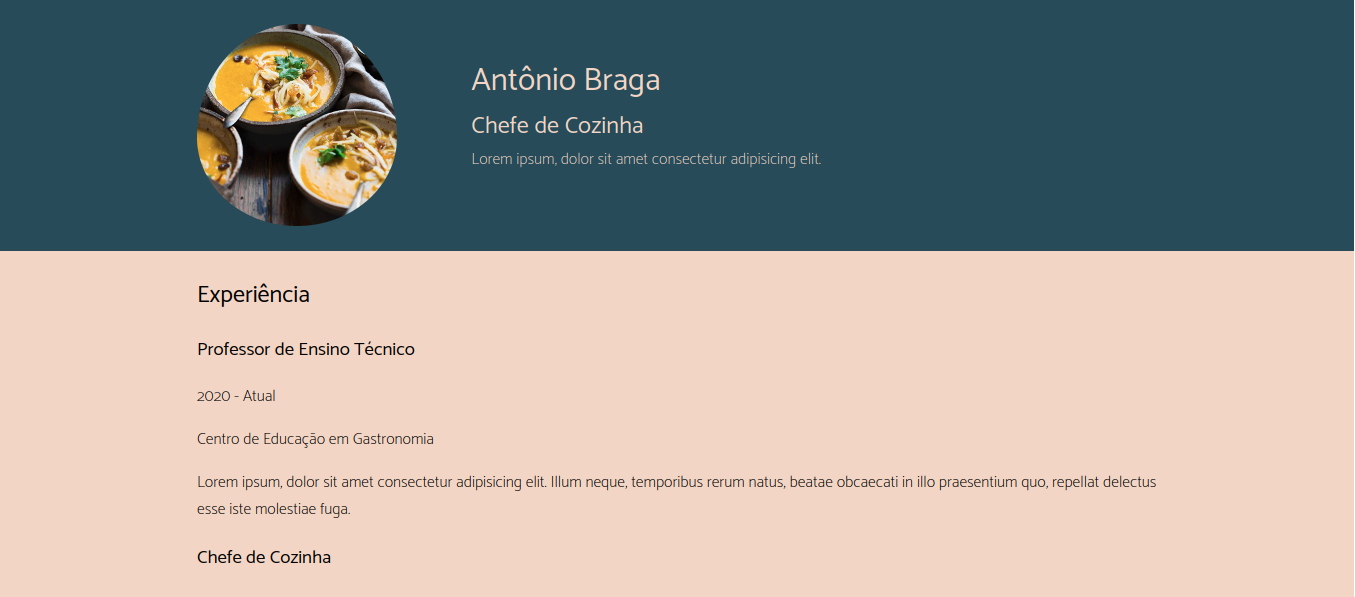 Antônio Braga
Chefe de Cozinha
Lorem ipsum, dolor sit amet consectetur adipisicing elit.
Experiência
Professor de Ensino Técnico
2020 - Atual
Centro de Educação em Gastronomia
Lorem ipsum, dolor sit amet consectetur adipisicing elit. Illum neque, temporibus rerum natus, beatae obcaecati in illo praesentium quo, repellat delectus
esse iste molestiae fuga.
Chefe de Cozinha